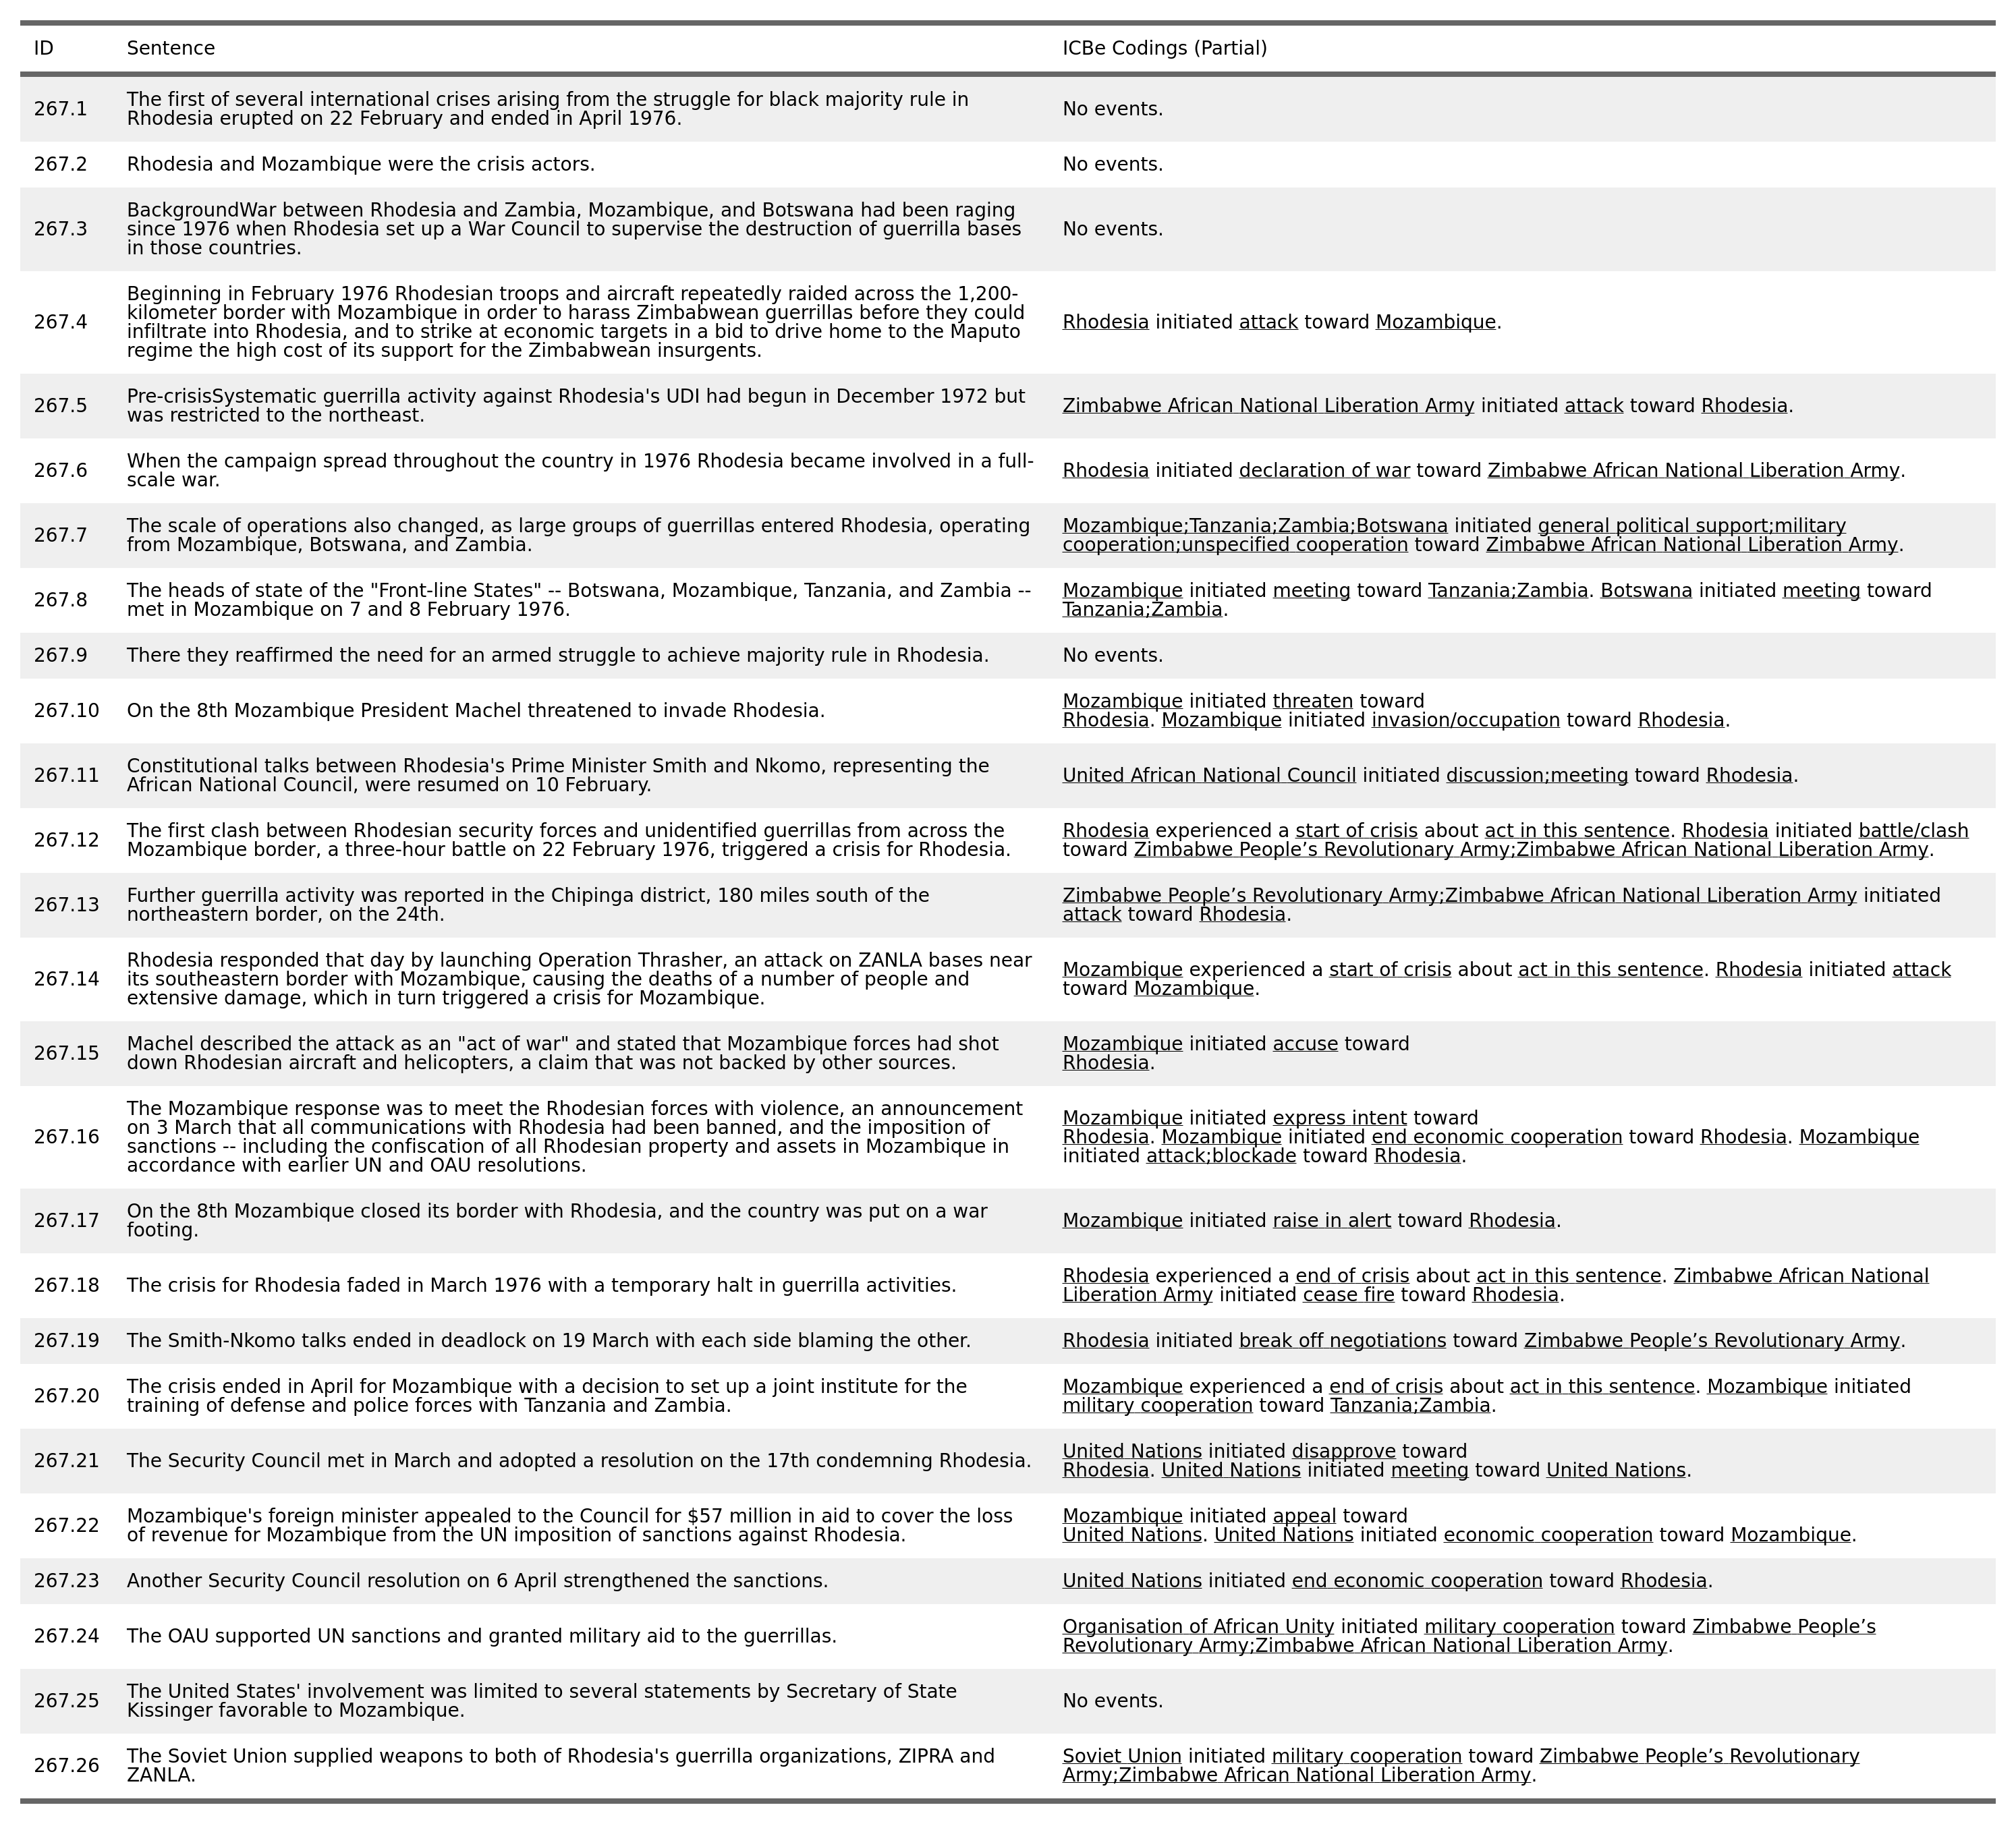 ID Sentence ICBe Codings (Partial)
267.1 The first of several international crises arising from the struggle for black majority rule in
Rhodesia erupted on 22 February and ended in April 1976.
No events.
267.2 Rhodesia and Mozambique were the crisis actors. No events.
267.3 BackgroundWar between Rhodesia and Zambia, Mozambique, and Botswana had been raging
since 1976 when Rhodesia set up a War Council to supervise the destruction of guerrilla bases
in those countries.
No events.
267.4 Beginning in February 1976 Rhodesian troops and aircraft repeatedly raided across the 1,200-
kilometer border with Mozambique in order to harass Zimbabwean guerrillas before they could
infiltrate into Rhodesia, and to strike at economic targets in a bid to drive home to the Maputo
regime the high cost of its support for the Zimbabwean insurgents.
Rhodesia initiated attack toward Mozambique.
267.5 Pre-crisisSystematic guerrilla activity against Rhodesia's UDI had begun in December 1972 but
was restricted to the northeast.
Zimbabwe African National Liberation Army initiated attack toward Rhodesia.
267.6 When the campaign spread throughout the country in 1976 Rhodesia became involved in a full-
scale war.
Rhodesia initiated declaration of war toward Zimbabwe African National Liberation Army.
267.7 The scale of operations also changed, as large groups of guerrillas entered Rhodesia, operating
from Mozambique, Botswana, and Zambia.
Mozambique;Tanzania;Zambia;Botswana initiated general political support;military
cooperation;unspecified cooperation toward Zimbabwe African National Liberation Army.
267.8 The heads of state of the "Front-line States" -- Botswana, Mozambique, Tanzania, and Zambia --
met in Mozambique on 7 and 8 February 1976.
Mozambique initiated meeting toward Tanzania;Zambia. Botswana initiated meeting toward
Tanzania;Zambia.
267.9 There they reaffirmed the need for an armed struggle to achieve majority rule in Rhodesia. No events.
267.10 On the 8th Mozambique President Machel threatened to invade Rhodesia.
Mozambique initiated threaten toward
Rhodesia. Mozambique initiated invasion/occupation toward Rhodesia.
267.11 Constitutional talks between Rhodesia's Prime Minister Smith and Nkomo, representing the
African National Council, were resumed on 10 February.
United African National Council initiated discussion;meeting toward Rhodesia.
267.12 The first clash between Rhodesian security forces and unidentified guerrillas from across the
Mozambique border, a three-hour battle on 22 February 1976, triggered a crisis for Rhodesia.
Rhodesia experienced a start of crisis about act in this sentence. Rhodesia initiated battle/clash
toward Zimbabwe People’s Revolutionary Army;Zimbabwe African National Liberation Army.
267.13 Further guerrilla activity was reported in the Chipinga district, 180 miles south of the
northeastern border, on the 24th.
Zimbabwe People’s Revolutionary Army;Zimbabwe African National Liberation Army initiated
attack toward Rhodesia.
267.14 Rhodesia responded that day by launching Operation Thrasher, an attack on ZANLA bases near
its southeastern border with Mozambique, causing the deaths of a number of people and
extensive damage, which in turn triggered a crisis for Mozambique.
Mozambique experienced a start of crisis about act in this sentence. Rhodesia initiated attack
toward Mozambique.
267.15 Machel described the attack as an "act of war" and stated that Mozambique forces had shot
down Rhodesian aircraft and helicopters, a claim that was not backed by other sources.
Mozambique initiated accuse toward
Rhodesia.
267.16 The Mozambique response was to meet the Rhodesian forces with violence, an announcement
on 3 March that all communications with Rhodesia had been banned, and the imposition of
sanctions -- including the confiscation of all Rhodesian property and assets in Mozambique in
accordance with earlier UN and OAU resolutions.
Mozambique initiated express intent toward
Rhodesia. Mozambique initiated end economic cooperation toward Rhodesia. Mozambique
initiated attack;blockade toward Rhodesia.
267.17 On the 8th Mozambique closed its border with Rhodesia, and the country was put on a war
footing.
Mozambique initiated raise in alert toward Rhodesia.
267.18 The crisis for Rhodesia faded in March 1976 with a temporary halt in guerrilla activities.
Rhodesia experienced a end of crisis about act in this sentence. Zimbabwe African National
Liberation Army initiated cease fire toward Rhodesia.
267.19 The Smith-Nkomo talks ended in deadlock on 19 March with each side blaming the other. Rhodesia initiated break off negotiations toward Zimbabwe People’s Revolutionary Army.
267.20 The crisis ended in April for Mozambique with a decision to set up a joint institute for the
training of defense and police forces with Tanzania and Zambia.
Mozambique experienced a end of crisis about act in this sentence. Mozambique initiated
military cooperation toward Tanzania;Zambia.
267.21 The Security Council met in March and adopted a resolution on the 17th condemning Rhodesia.
United Nations initiated disapprove toward
Rhodesia. United Nations initiated meeting toward United Nations.
267.22 Mozambique's foreign minister appealed to the Council for $57 million in aid to cover the loss
of revenue for Mozambique from the UN imposition of sanctions against Rhodesia.
Mozambique initiated appeal toward
United Nations. United Nations initiated economic cooperation toward Mozambique.
267.23 Another Security Council resolution on 6 April strengthened the sanctions. United Nations initiated end economic cooperation toward Rhodesia.
267.24 The OAU supported UN sanctions and granted military aid to the guerrillas.
Organisation of African Unity initiated military cooperation toward Zimbabwe People’s
Revolutionary Army;Zimbabwe African National Liberation Army.
267.25 The United States' involvement was limited to several statements by Secretary of State
Kissinger favorable to Mozambique.
No events.
267.26 The Soviet Union supplied weapons to both of Rhodesia's guerrilla organizations, ZIPRA and
ZANLA.
Soviet Union initiated military cooperation toward Zimbabwe People’s Revolutionary
Army;Zimbabwe African National Liberation Army.